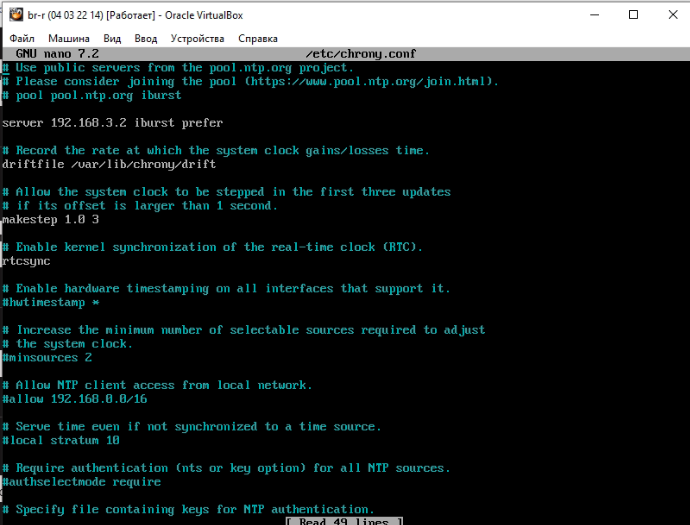 br-r (04 03 22 14) [Работает] - Oracle VirtualBox
Файл Машина Вид Ввод Устройства Справка
GNU nano 7.2 /etc/chrony.conf
# Use public servers from the pool.ntp.org project.
# Please consider joining the pool (https://www.pool.ntp.org/join.html).
# pool pool.ntp.org iburst
server 192.168.3.2 iburst prefer
# Record the rate at which the system clock gains/losses time.
driftfile /var/lib/chrony/drift
# Allow the system clock to be stepped in the first three updates
# if its offset is larger than 1 second.
makestep 1.0 3
# Enable kernel synchronization of the real-time clock (RTC).
rtcsync
# Enable hardware timestamping on all interfaces that support it.
#hwtimestamp *
# Increase the minimum number of selectable sources required to adjust
# the system clock.
#minsources 2
# Allow NTP client access from local network.
#allow 192.168.0.0/16
# Serve time even if not synchronized to a time source.
#local stratum 10
# Require authentication (nts or key option) for all NTP sources.
#authselectmode require
# Specify file containing keys for NTP authentication.
[ Read 49 lines ]